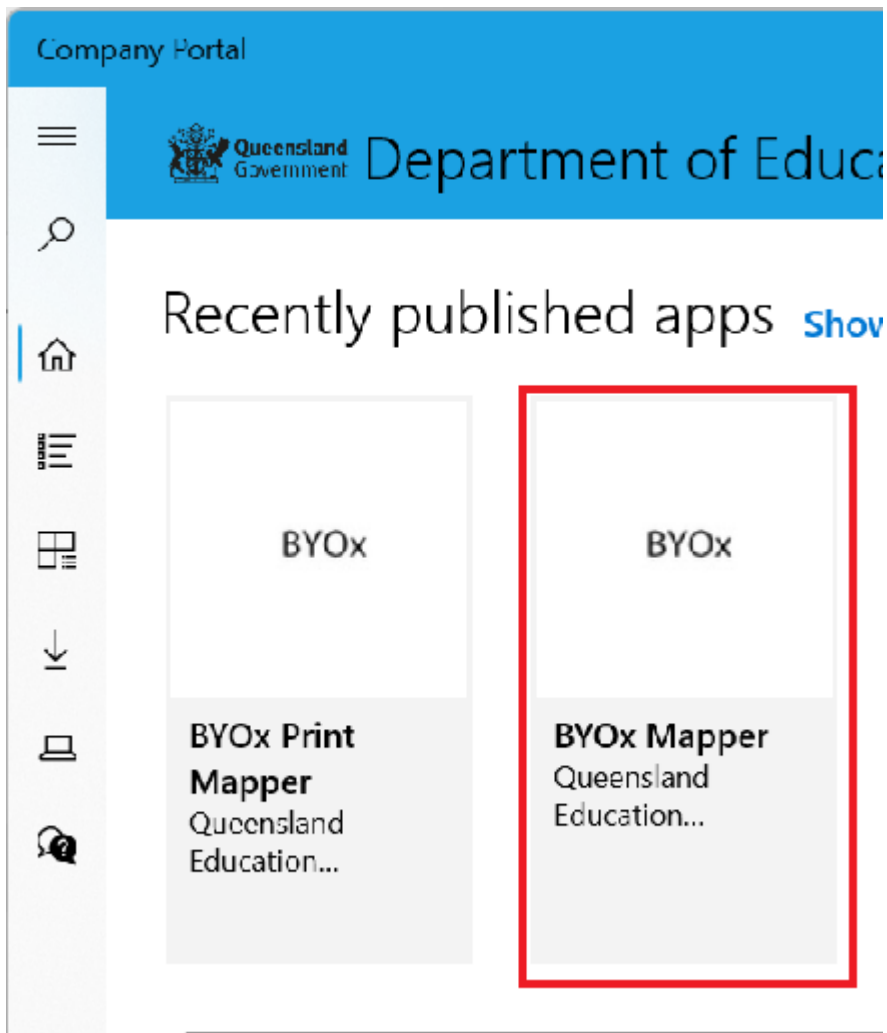 Company Portal
Queensland
Government
Department of Educa
Recently published apps Show
BYOx
BYOx
BYOx Print
Mapper
Queensland
Education...
BYOx Mapper
Queensland
Education...